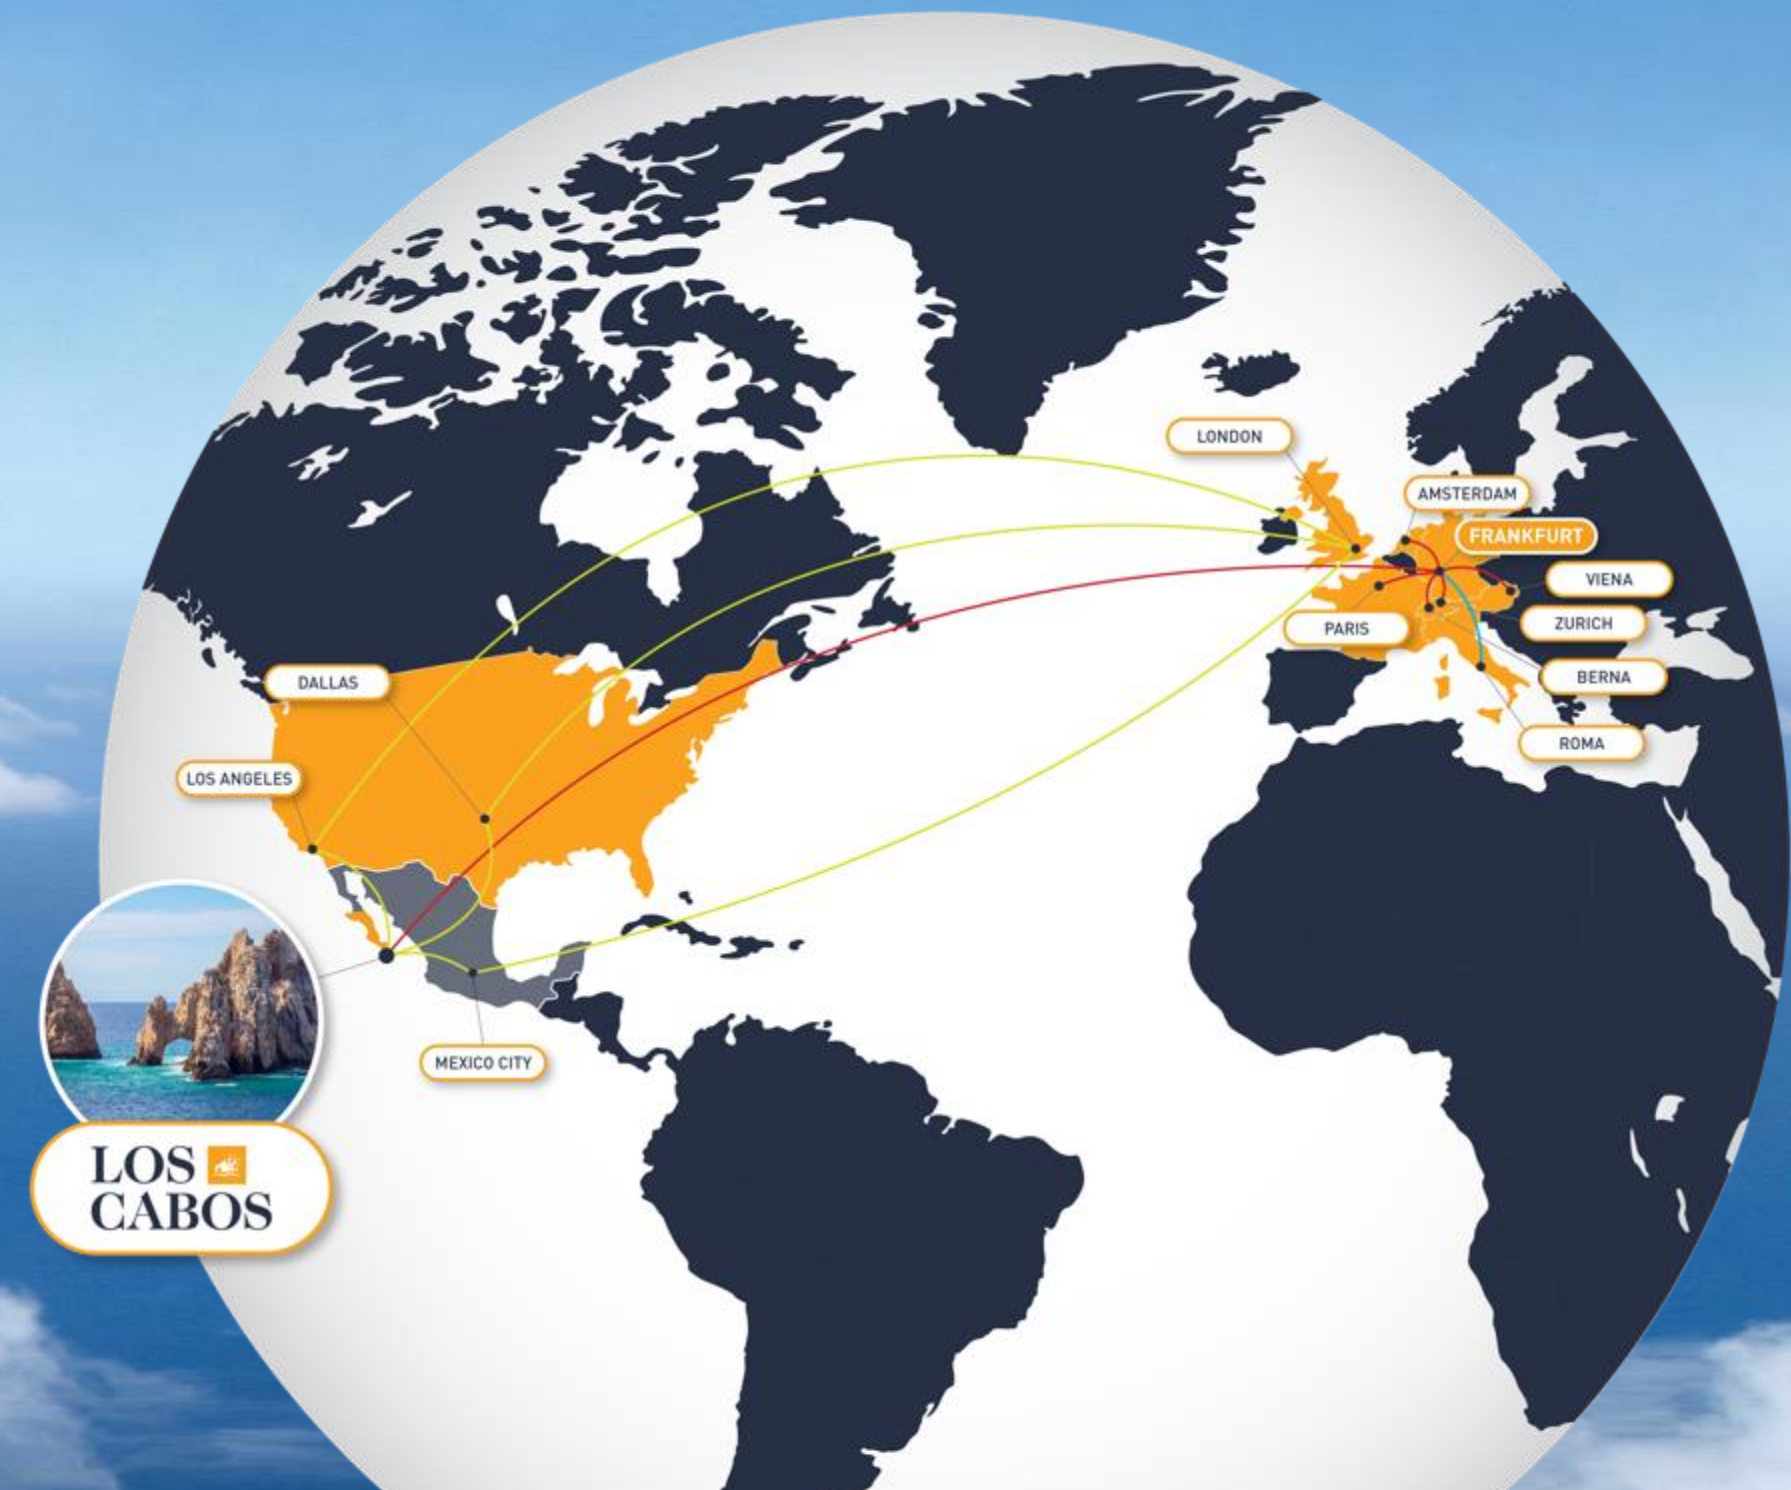 LONDON
AMSTERDAM
FRANKFURT
VIENA
PARIS
ZURICH
BERNA
ROMA
DALLAS
LOS ANGELES
MEXICO CITY
LOS
CABOS